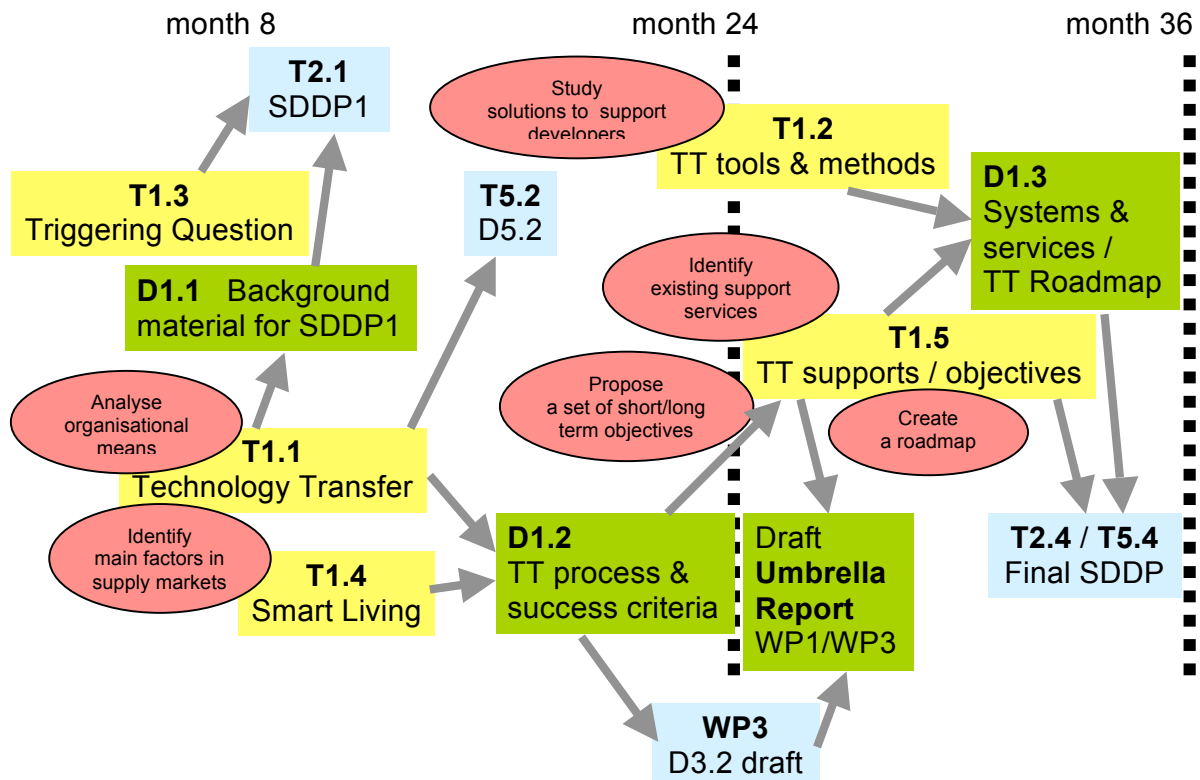 month 8
month 24
month 36
T2.1
SDDP1
Study
solutions to support
developers
T1.2
TT tools & methods
D1.3
Systems &
services /
TT Roadmap
T1.3
Triggering Question
T5.2
D5.2
D1.1 Background
material for SDDP1
Identify
existing support
services
T1.5
TT supports / objectives
Analyse
organisational
means
Propose
a set of short/long
term objectives
Create
a roadmap
T1.1
Technology Transfer
Identify
main factors in
supply markets
T1.4
Smart Living
D1.2
TT process &
success criteria
Draft
Umbrella
Report
WP1/WP3
T2.4 / T5.4
Final SDDP
WP3
D3.2 draft